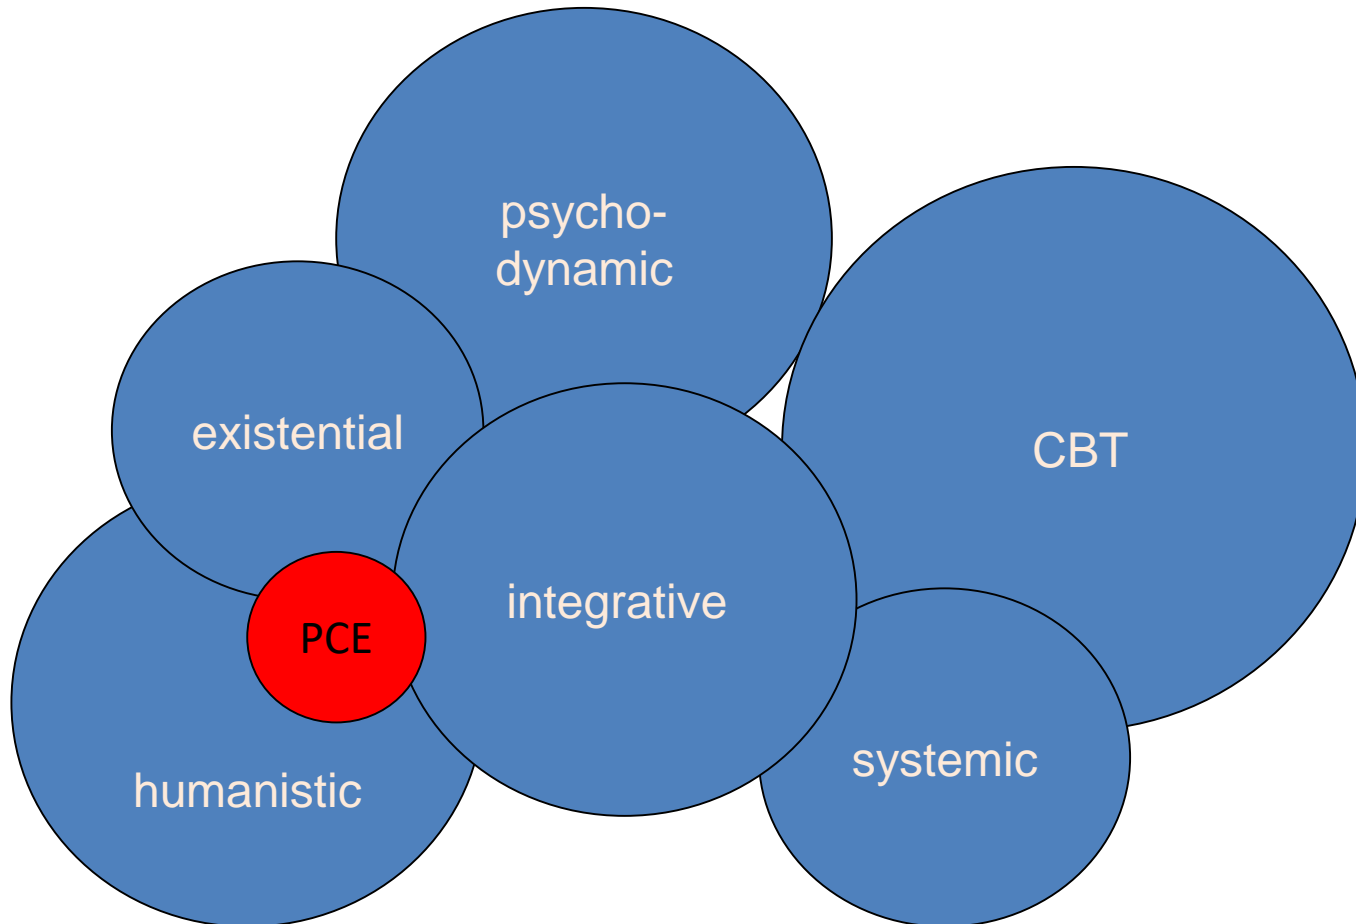 psycho-
dynamic
existential
CBT
integrative
PCE
systemic
humanistic